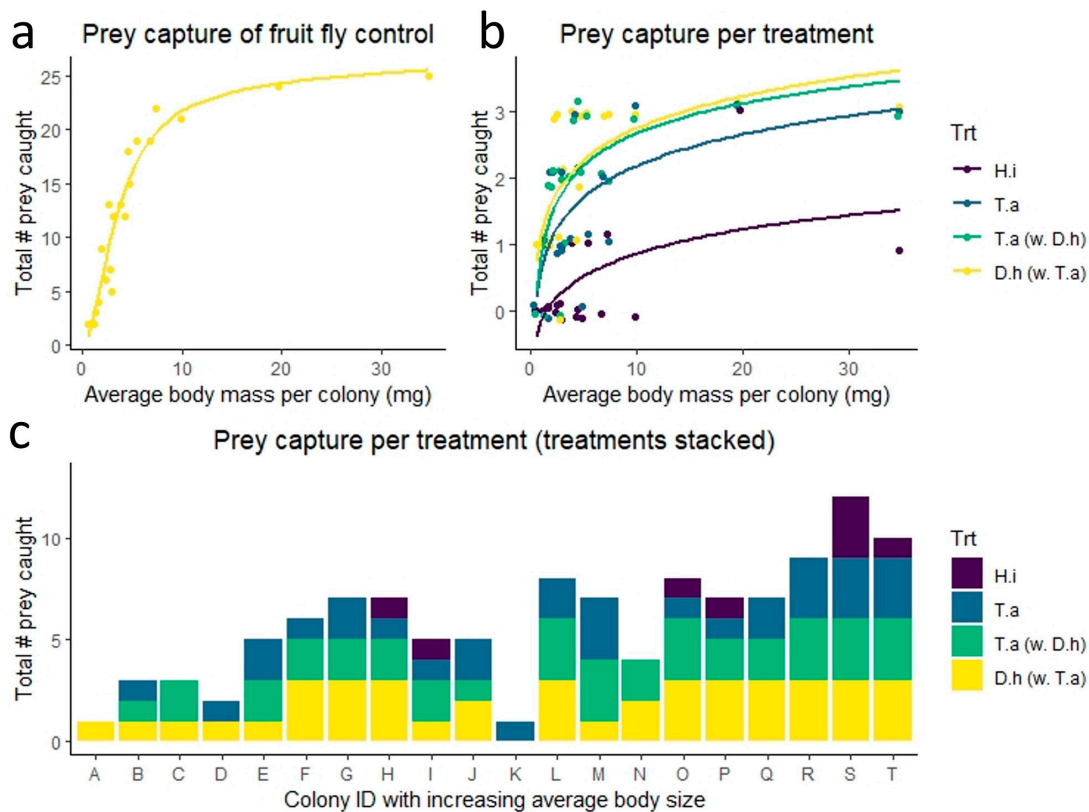 a Prey capture of fruit fly control
25
20
15
10
5
0
Total # prey caught
0 10 20 30
Average body mass per colony (mg)
b Prey capture per treatment
3
2
1
0
Total # prey caught
0 10 20 30
Average body mass per colony (mg)
Trt
H.i
T.a
T.a (w. D.h)
D.h (w. T.a)
c Prey capture per treatment (treatments stacked)
10
5
0
Total # prey caught
A B C D E F G H I J K L M N O P Q R S T
Colony ID with increasing average body size
Trt
H.i
T.a
T.a (w. D.h)
D.h (w. T.a)